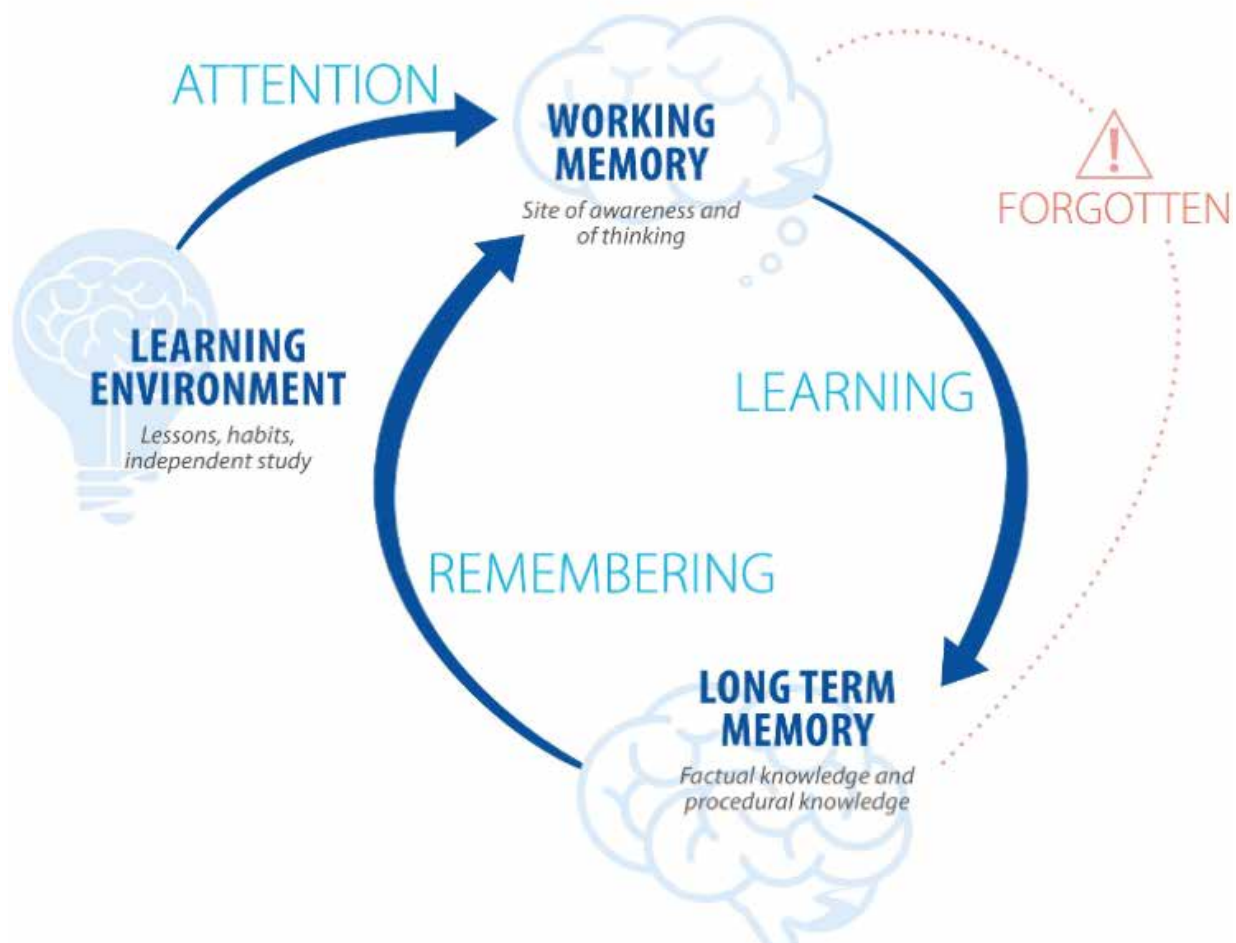 ATTENTION
WORKING
MEMORY
Site of awareness and
of thinking
FORGOTTEN
LEARNING
ENVIRONMENT
Lessons, habits,
independent study
LEARNING
REMEMBERING
LONG TERM
MEMORY
Factual knowledge and
procedural knowledge